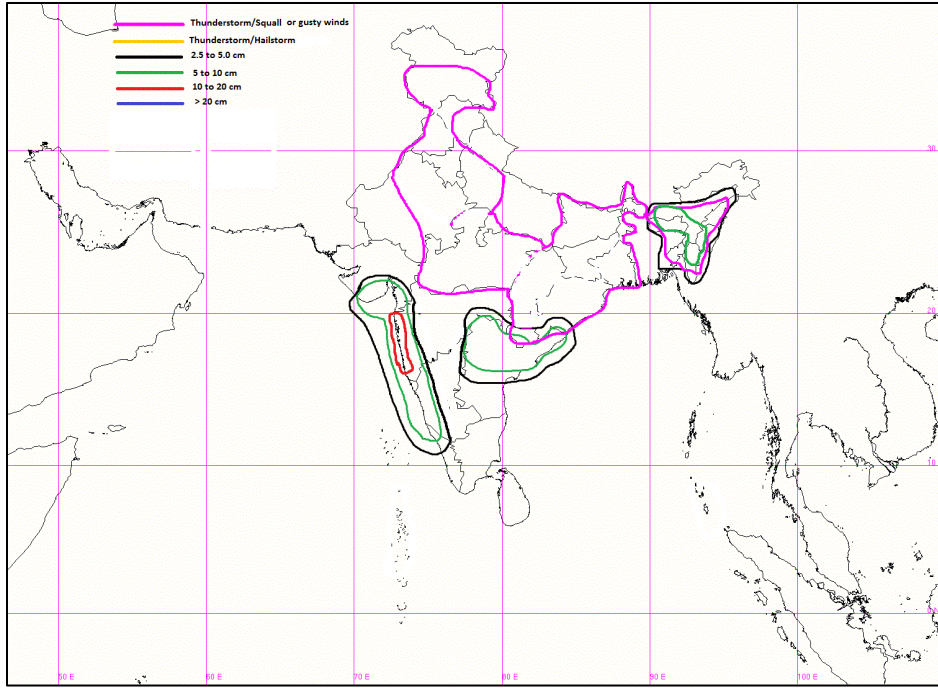 Thunderstorm/Squall or gusty winds
Thunderstorm/Hailstorm
2.5 to 5.0 cm
5 to 10 cm
10 to 20 cm
> 20 cm
30
20
10
50 E
60 E
70 E
80 E
90 E
100 E